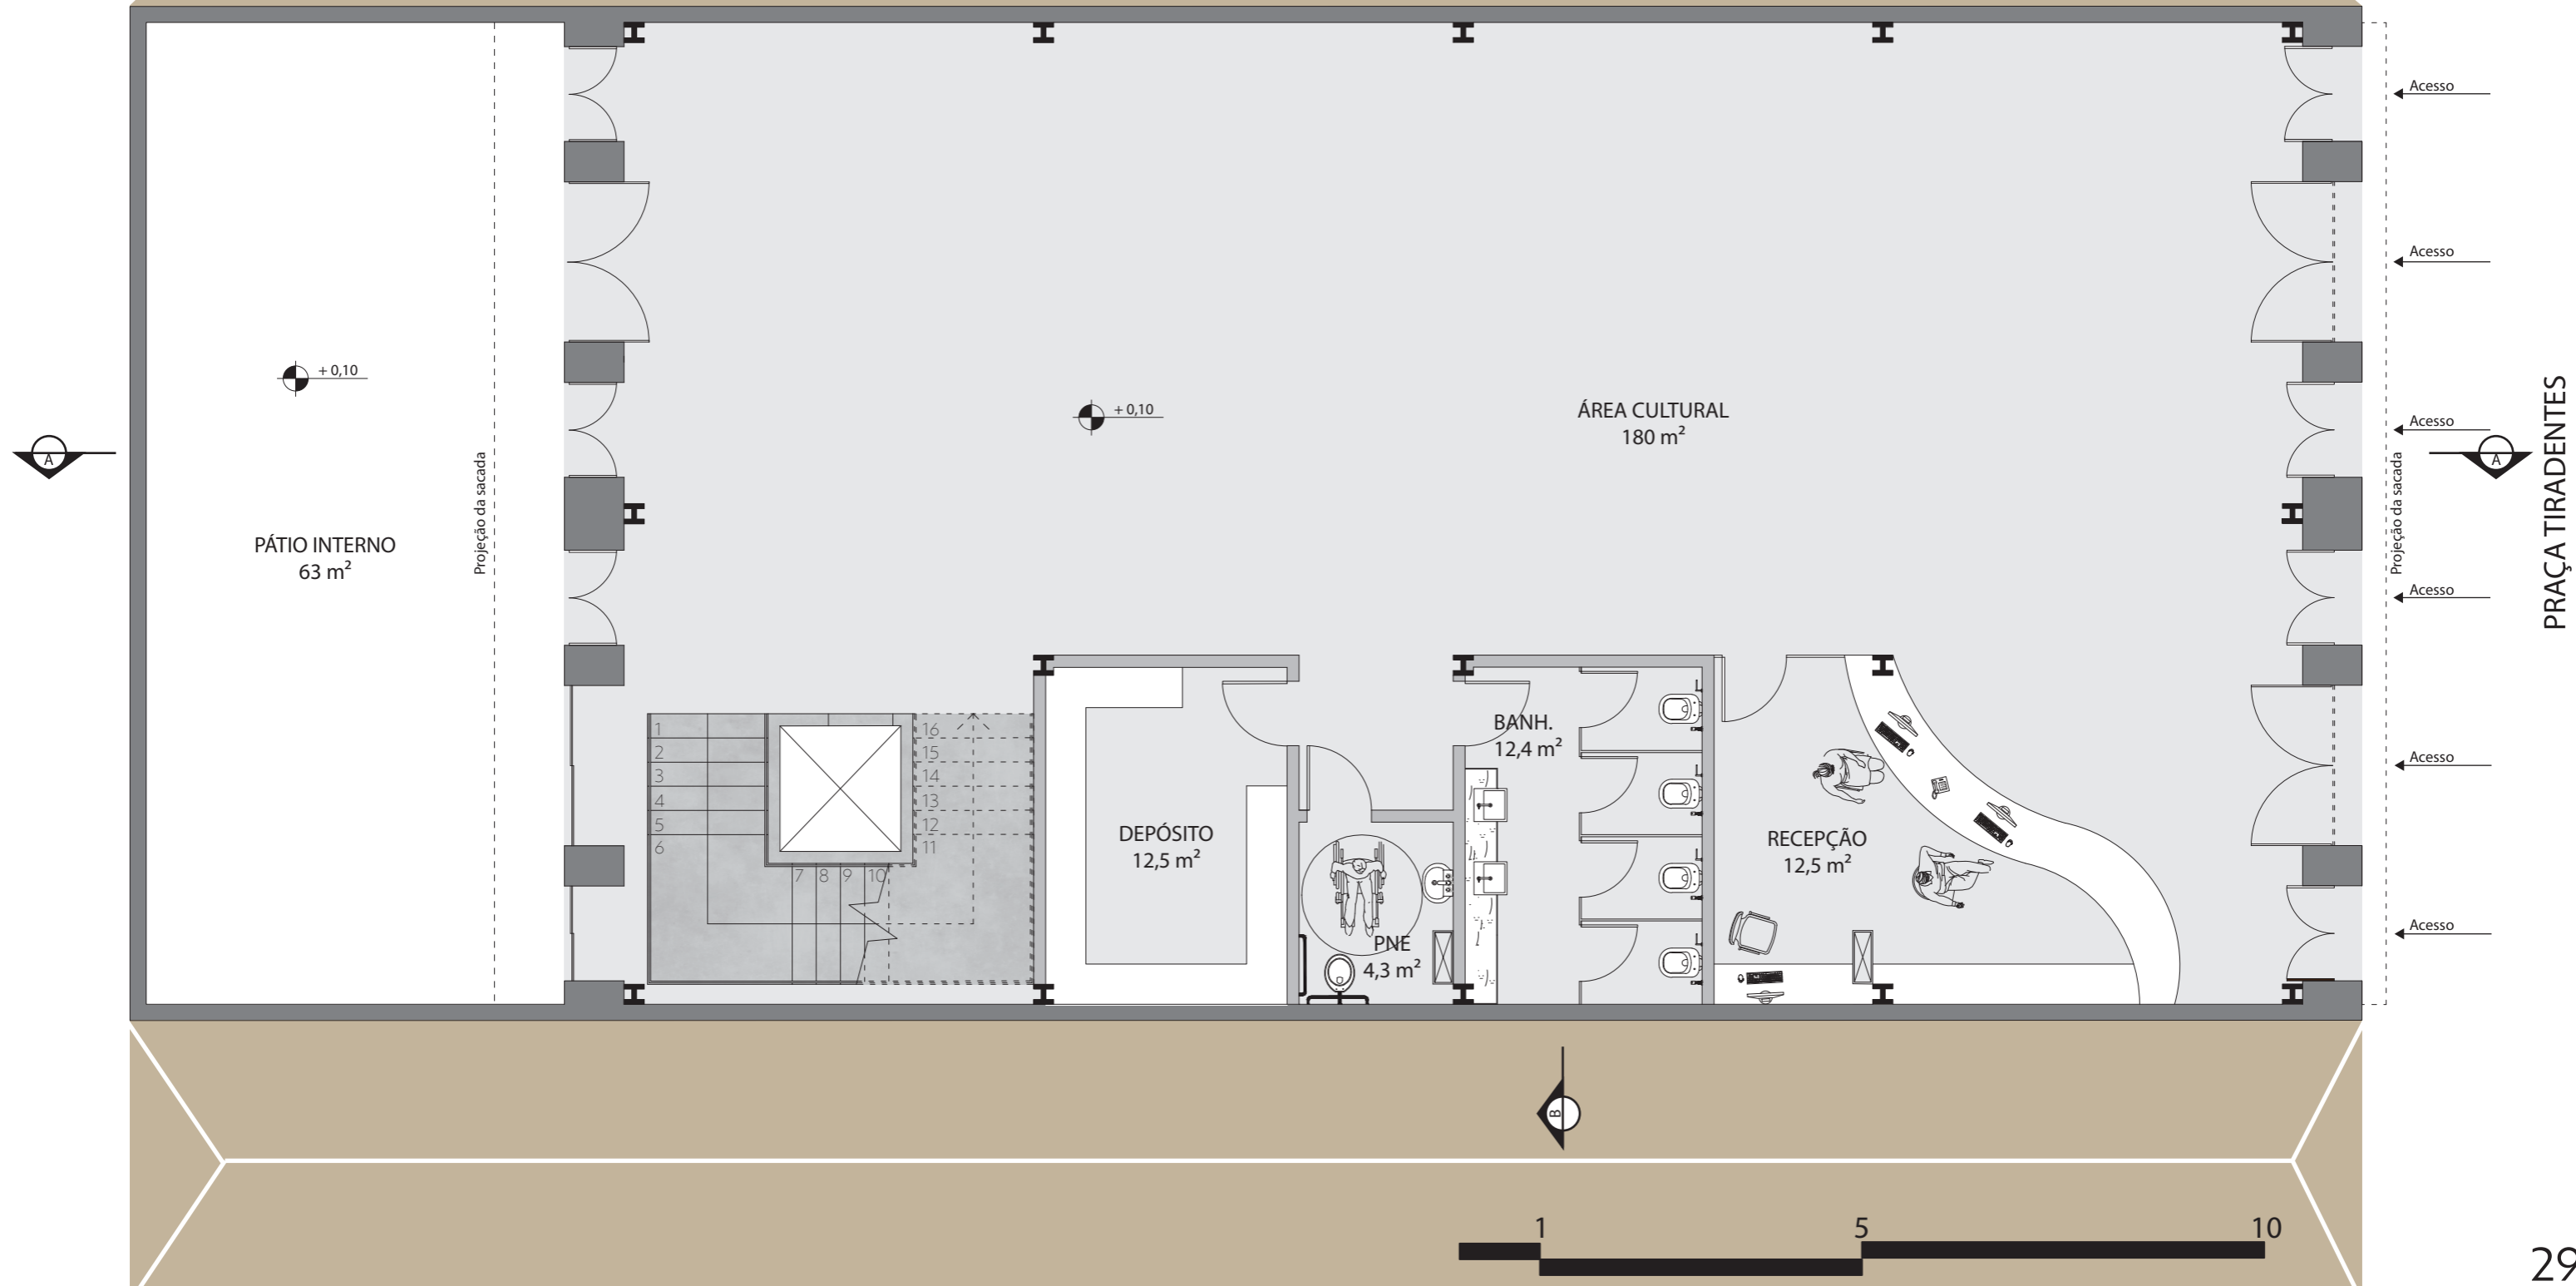 Acesso
Acesso
+ 0,10
+ 0,10
ÁREA CULTURAL
180 m²
Acesso
A
A
PRAÇA TIRADENTES
Projeção da sacada
Projeção da sacada
PÁTIO INTERNO
63 m²
Acesso
1
2
3
4
5
6
7
8
9
10
11
12
13
14
15
16
BANH.
12,4 m²
Acesso
DEPÓSITO
12,5 m²
RECEPÇÃO
12,5 m²
PNE
4,3 m²
Acesso
B
1
5
10
29